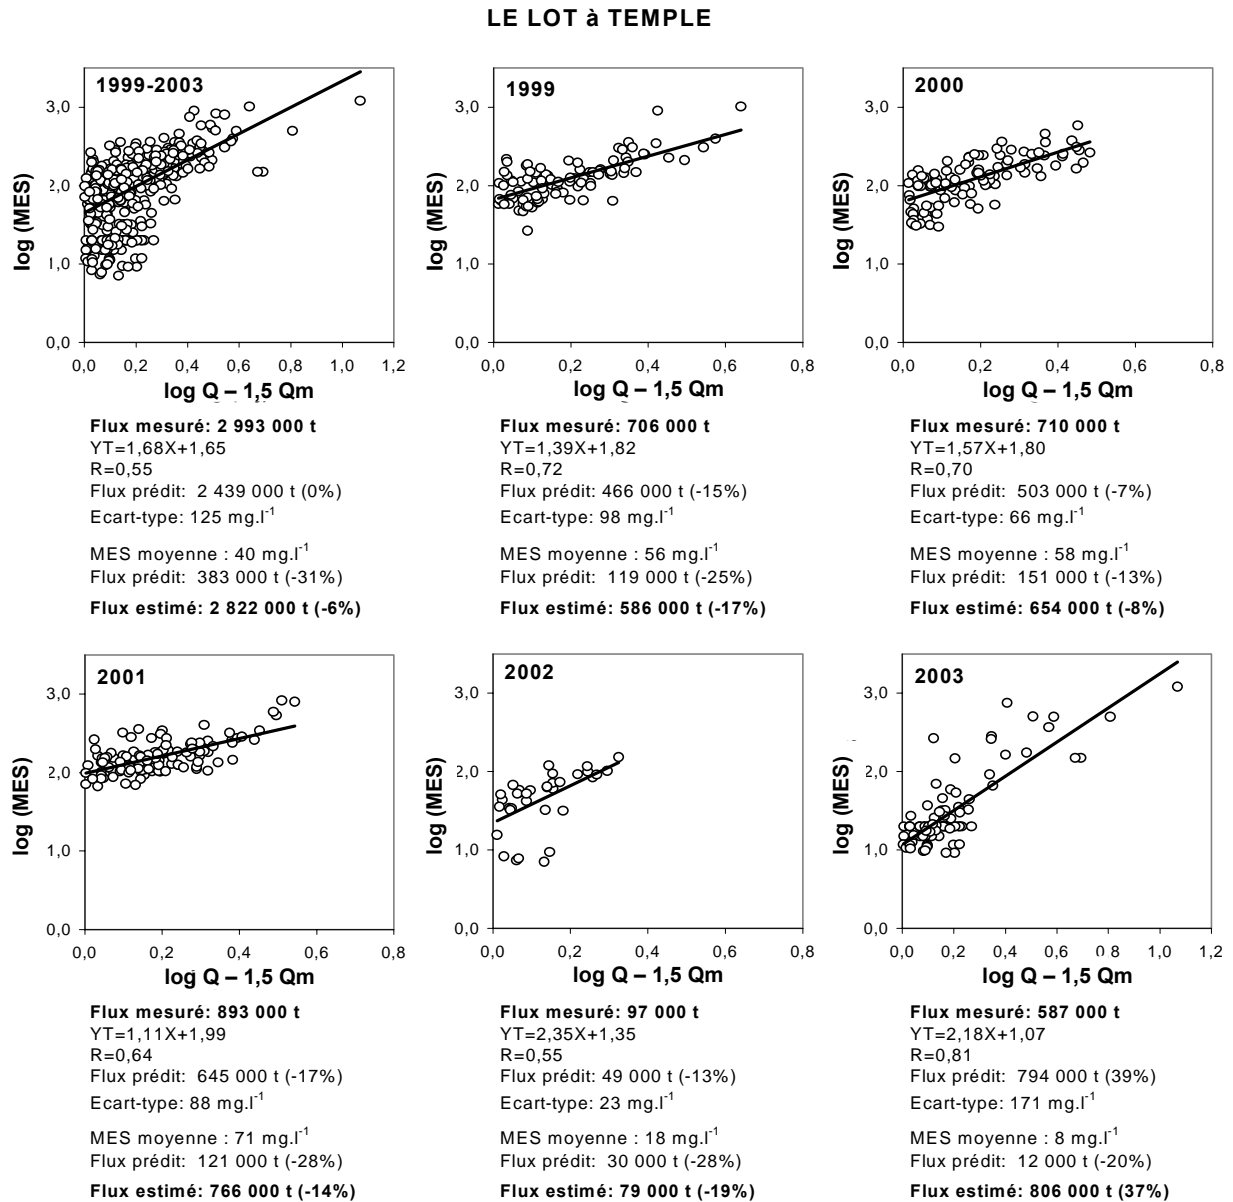 LE LOT à TEMPLE
1999-2003
3,0
2,0
1,0
0,0
log (MES)
0,0 0,2 0,4 0,6 0,8 1,0 1,2
log Q – 1,5 Qm
Flux mesuré: 2 993 000 t
YT=1,68X+1,65
R=0,55
Flux prédit: 2 439 000 t (0%)
Ecart-type: 125 mg.l-1
MES moyenne : 40 mg.l-1
Flux prédit: 383 000 t (-31%)
Flux estimé: 2 822 000 t (-6%)
1999
3,0
2,0
1,0
0,0
log (MES)
0,0 0,2 0,4 0,6 0,8
log Q – 1,5 Qm
Flux mesuré: 706 000 t
YT=1,39X+1,82
R=0,72
Flux prédit: 466 000 t (-15%)
Ecart-type: 98 mg.l-1
MES moyenne : 56 mg.l-1
Flux prédit: 119 000 t (-25%)
Flux estimé: 586 000 t (-17%)
2000
3,0
2,0
1,0
0,0
log (MES)
0,0 0,2 0,4 0,6 0,8
log Q – 1,5 Qm
Flux mesuré: 710 000 t
YT=1,57X+1,80
R=0,70
Flux prédit: 503 000 t (-7%)
Ecart-type: 66 mg.l-1
MES moyenne : 58 mg.l-1
Flux prédit: 151 000 t (-13%)
Flux estimé: 654 000 t (-8%)
2001
3,0
2,0
1,0
0,0
log (MES)
0,0 0,2 0,4 0,6 0,8
log Q – 1,5 Qm
Flux mesuré: 893 000 t
YT=1,11X+1,99
R=0,64
Flux prédit: 645 000 t (-17%)
Ecart-type: 88 mg.l-1
MES moyenne : 71 mg.l-1
Flux prédit: 121 000 t (-28%)
Flux estimé: 766 000 t (-14%)
2002
3,0
2,0
1,0
0,0
log (MES)
0,0 0,2 0,4 0,6 0,8
log Q – 1,5 Qm
Flux mesuré: 97 000 t
YT=2,35X+1,35
R=0,55
Flux prédit: 49 000 t (-13%)
Ecart-type: 23 mg.l-1
MES moyenne : 18 mg.l-1
Flux prédit: 30 000 t (-28%)
Flux estimé: 79 000 t (-19%)
2003
3,0
2,0
1,0
0,0
log (MES)
0,0 0,2 0,4 0,6 0,8 1,0 1,2
log Q – 1,5 Qm
Flux mesuré: 587 000 t
YT=2,18X+1,07
R=0,81
Flux prédit: 794 000 t (39%)
Ecart-type: 171 mg.l-1
MES moyenne : 8 mg.l-1
Flux prédit: 12 000 t (-20%)
Flux estimé: 806 000 t (37%)